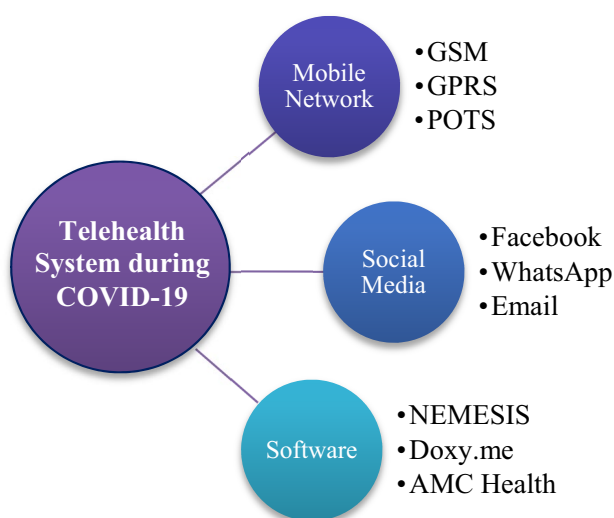 Telehealth
System during
COVID-19
Mobile
Network
•GSM
•GPRS
•POTS
Social
Media
•Facebook
•WhatsApp
•Email
Software
•NEMESIS
•Doxy.me
•AMC Health